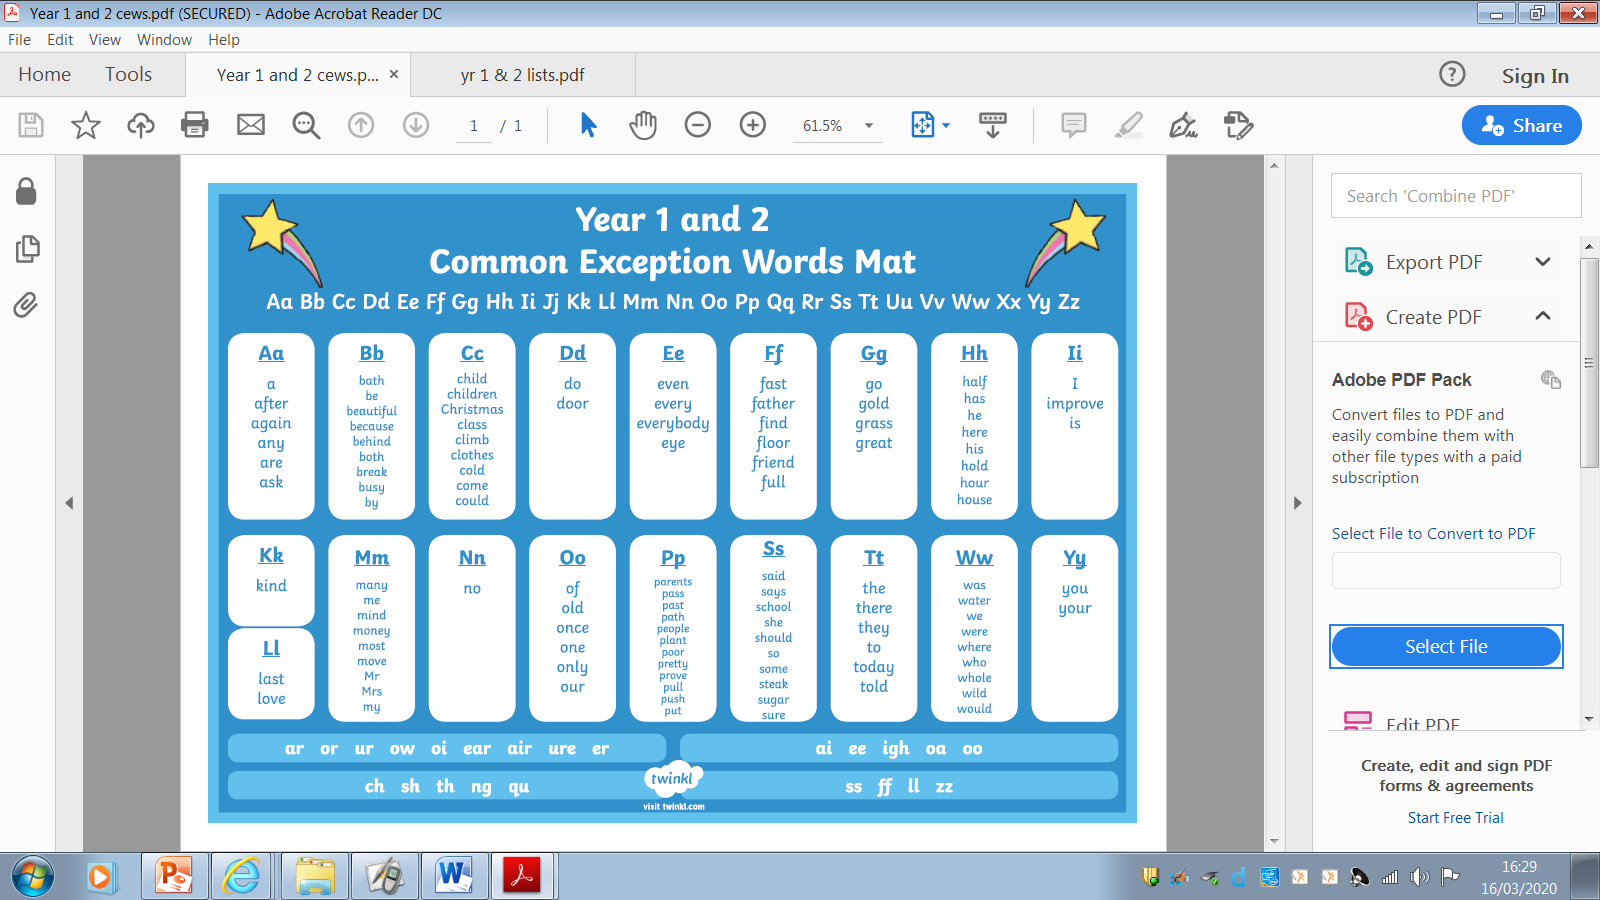 Year 1 and 2 cews.pdf (SECURED) - Adobe Acrobat Reader DC
File Edit View Window Help
Home Tools Year 1 and 2 cews.p... × yr 1 & 2 lists.pdf ? Sign In
1 / 1 61.5% Share
Search 'Combine PDF'
Export PDF
Create PDF
Adobe PDF Pack
Convert files to PDF and
easily combine them with
other file types with a paid
subscription
Select File to Convert to PDF
Select File
Edit PDF
Create, edit and sign PDF
forms & agreements
Start Free Trial
Year 1 and 2
Common Exception Words Mat
Aa Bb Cc Dd Ee Ff Gg Hh Ii Jj Kk Ll Mm Nn Oo Pp Qq Rr Ss Tt Uu Vv Ww Xx Yy Zz
Aa
a
after
again
any
are
ask
Bb
bath
be
beautiful
because
behind
both
break
busy
by
Cc
child
children
Christmas
class
climb
clothes
cold
come
could
Dd
do
door
Ee
even
every
everybody
eye
Ff
fast
father
find
floor
friend
full
Gg
go
gold
grass
great
Hh
half
has
he
here
his
hold
hour
house
Ii
I
improve
is
Kk
kind
Ll
last
love
Mm
many
me
mind
money
most
move
Mr
Mrs
my
Nn
no
Oo
of
old
once
one
only
our
Pp
parents
pass
past
path
people
plant
poor
pretty
prove
pull
push
put
Ss
said
says
school
she
should
so
some
steak
sugar
sure
Tt
the
there
they
to
today
told
Ww
was
water
we
were
where
who
whole
wild
would
Yy
you
your
ar or ur ow oi ear air ure er
ai ee igh oa oo
ch sh th ng qu
ss ff ll zz
twinkl
visit twinkl.com
16:29
16/03/2020